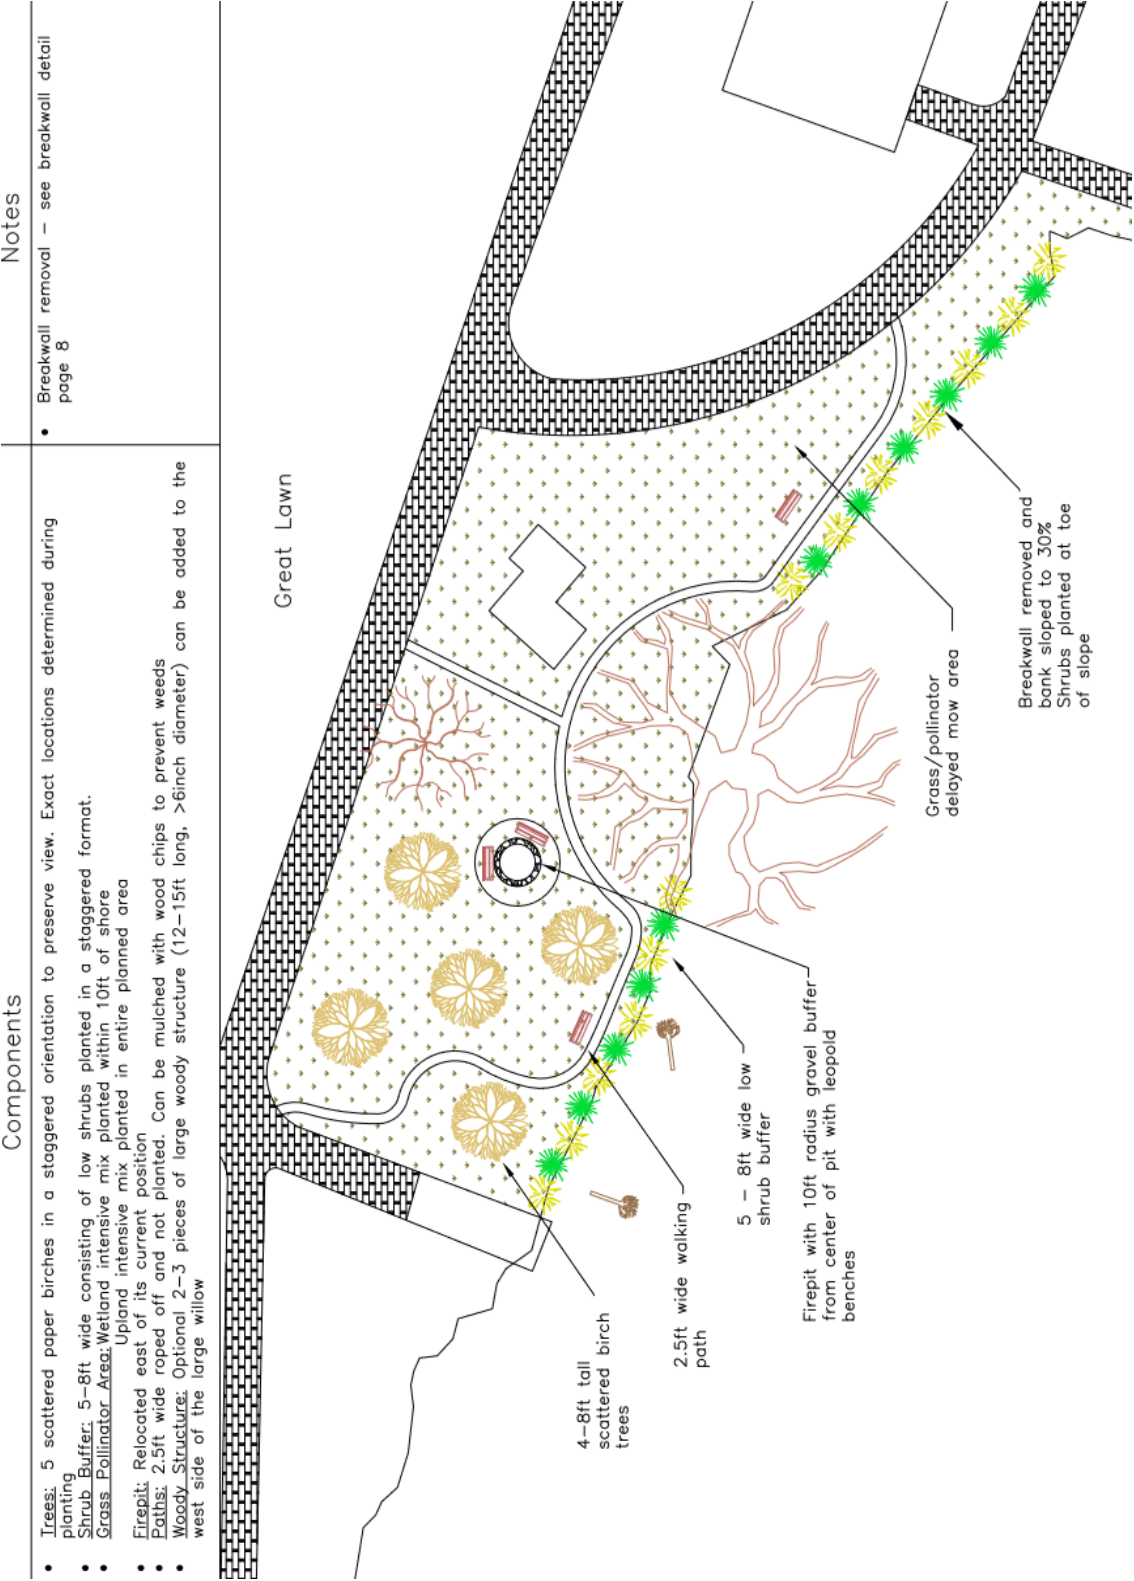 Components
• Trees: 5 scattered paper birches in a staggered orientation to preserve view. Exact locations determined during
planting
• Shrub Buffer: 5-8ft wide consisting of low shrubs planted in a staggered format.
• Grass Pollinator Area: Wetland intensive mix planted within 10ft of shore
Upland intensive mix planted in entire planned area
• Firepit: Relocated east of its current position
• Paths: 2.5ft wide roped off and not planted. Can be mulched with wood chips to prevent weeds
• Woody Structure: Optional 2-3 pieces of large woody structure (12-15ft long, >6inch diameter) can be added to the
west side of the large willow
Notes
• Breakwall removal – see breakwall detail
page 8
Great Lawn
4-8ft tall
scattered birch
trees
2.5ft wide walking
path
5 – 8ft wide low
shrub buffer
Firepit with 10ft radius gravel buffer
from center of pit with leopold
benches
Grass/pollinator
delayed mow area
Breakwall removed and
bank sloped to 30%
Shrubs planted at toe
of slope